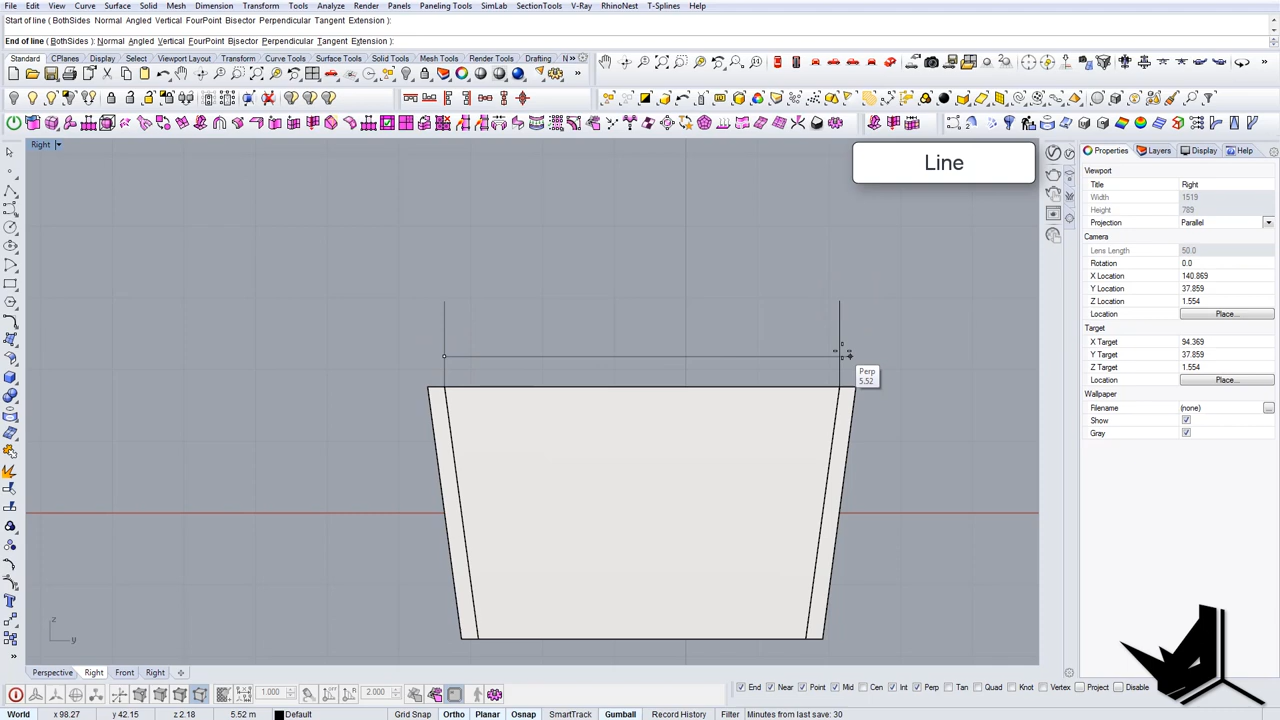 File Edit View Curve Surface Solid Mesh Dimension Transform Tools Analyze Render Panels Paneling Tools SimLab SectionTools V-Ray RhinoNest T-Splines Help
Start of line ( BothSides Normal Angled Vertical FourPoint Bisector Perpendicular Tangent Extension ):
End of line ( BothSides ): Normal Angled Vertical FourPoint Bisector Perpendicular Tangent Extension ):
Standard CPlanes Display Select Viewport Layout Transform Curve Tools Surface Tools Solid Tools Mesh Tools Render Tools Drafting N »
Right
Line
Properties Layers Display Help
Viewport
Title Right
Width 1519
Height 789
Projection Parallel
Camera
Lens Length 50.0
Rotation 0.0
X Location 140.869
Y Location 37.859
Z Location 1.554
Location Place...
Target
X Target 94.369
Y Target 37.859
Z Target 1.554
Location Place...
Wallpaper
Filename (none) ...
Show
Gray
Perp
5.52
z
y
Perspective Right Front Right
1.000 2.000 End Near Point Mid Cen Int Perp Tan Quad Knot Vertex Project Disable
World x 98.27 y 42.15 z 2.18 5.52 m Default Grid Snap Ortho Planar Osnap SmartTrack Gumball Record History Filter Minutes from last save: 30